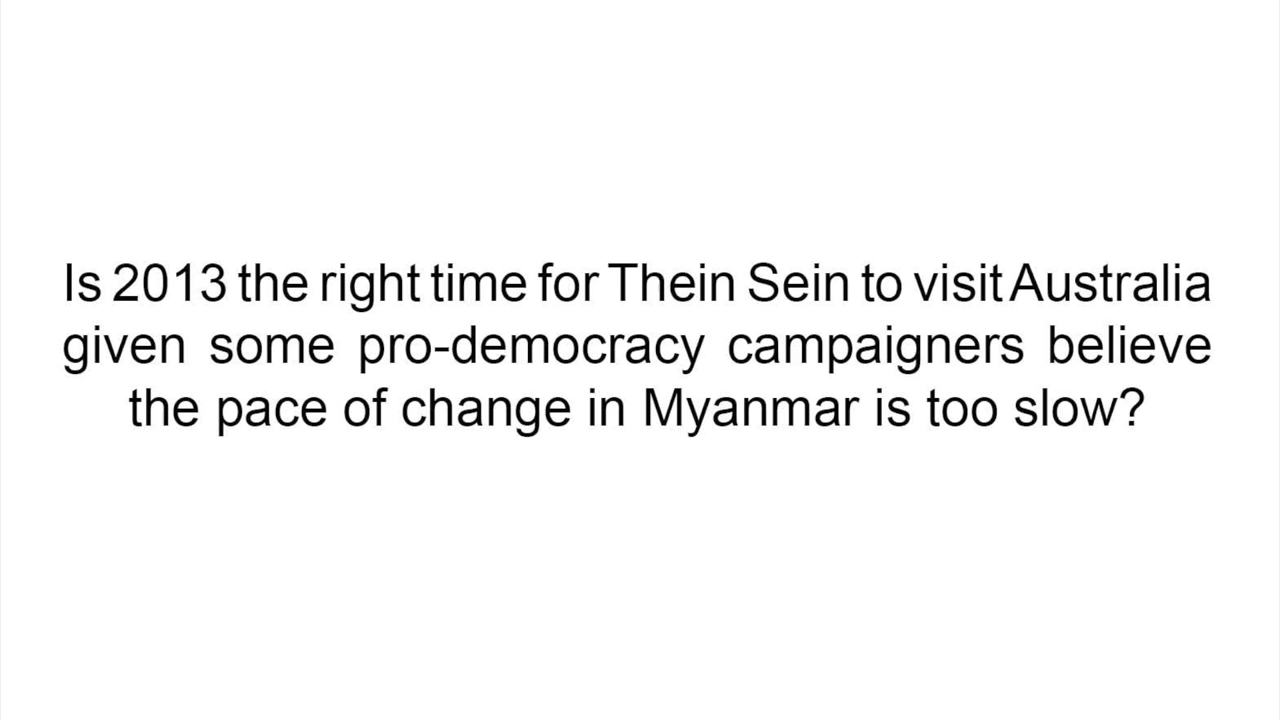 Is 2013 the right time for Thein Sein to visit Australia
given some pro-democracy campaigners believe
the pace of change in Myanmar is too slow?